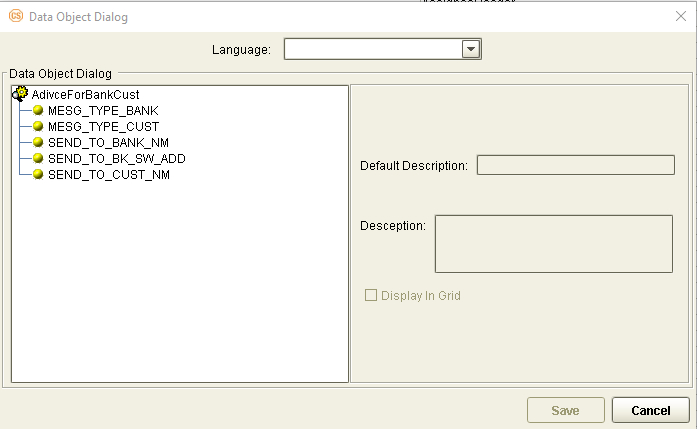 CS Data Object Dialog
Language:
Data Object Dialog
AdivceForBankCust
MESG_TYPE_BANK
MESG_TYPE_CUST
SEND_TO_BANK_NM
SEND_TO_BK_SW_ADD
SEND_TO_CUST_NM
Default Description:
Desception:
Display In Grid
Save
Cancel